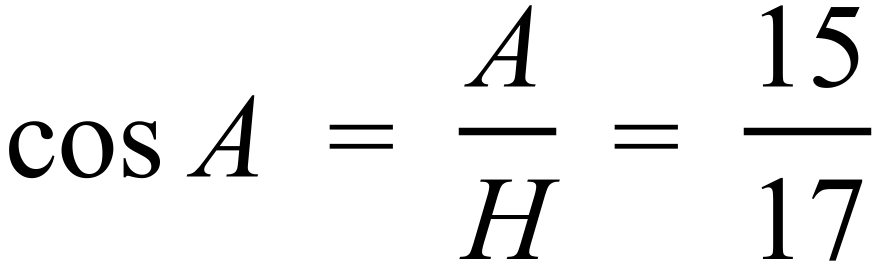 cos A = A/H = 15/17